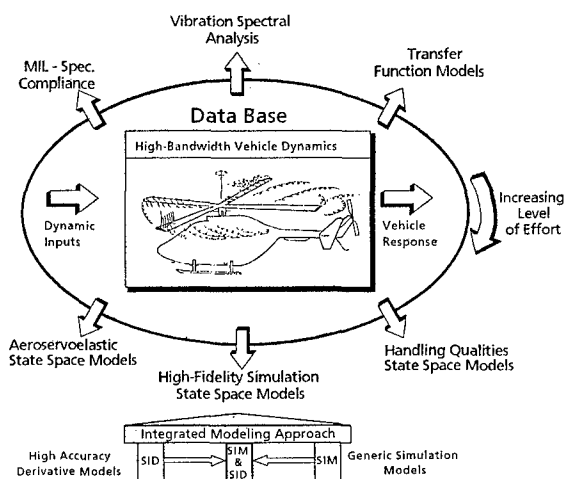 Vibration Spectral
Analysis
MIL - Spec.
Compliance
Transfer
Function Models
Data Base
High-Bandwidth Vehicle Dynamics
Dynamic
Inputs
Vehicle
Response
Increasing
Level
of Effort
Aeroservoelastic
State Space Models
High-Fidelity Simulation
State Space Models
Handling Qualities
State Space Models
Integrated Modeling Approach
High Accuracy
Derivative Models
SID
SIM
&
SID
SIM
Generic Simulation
Models